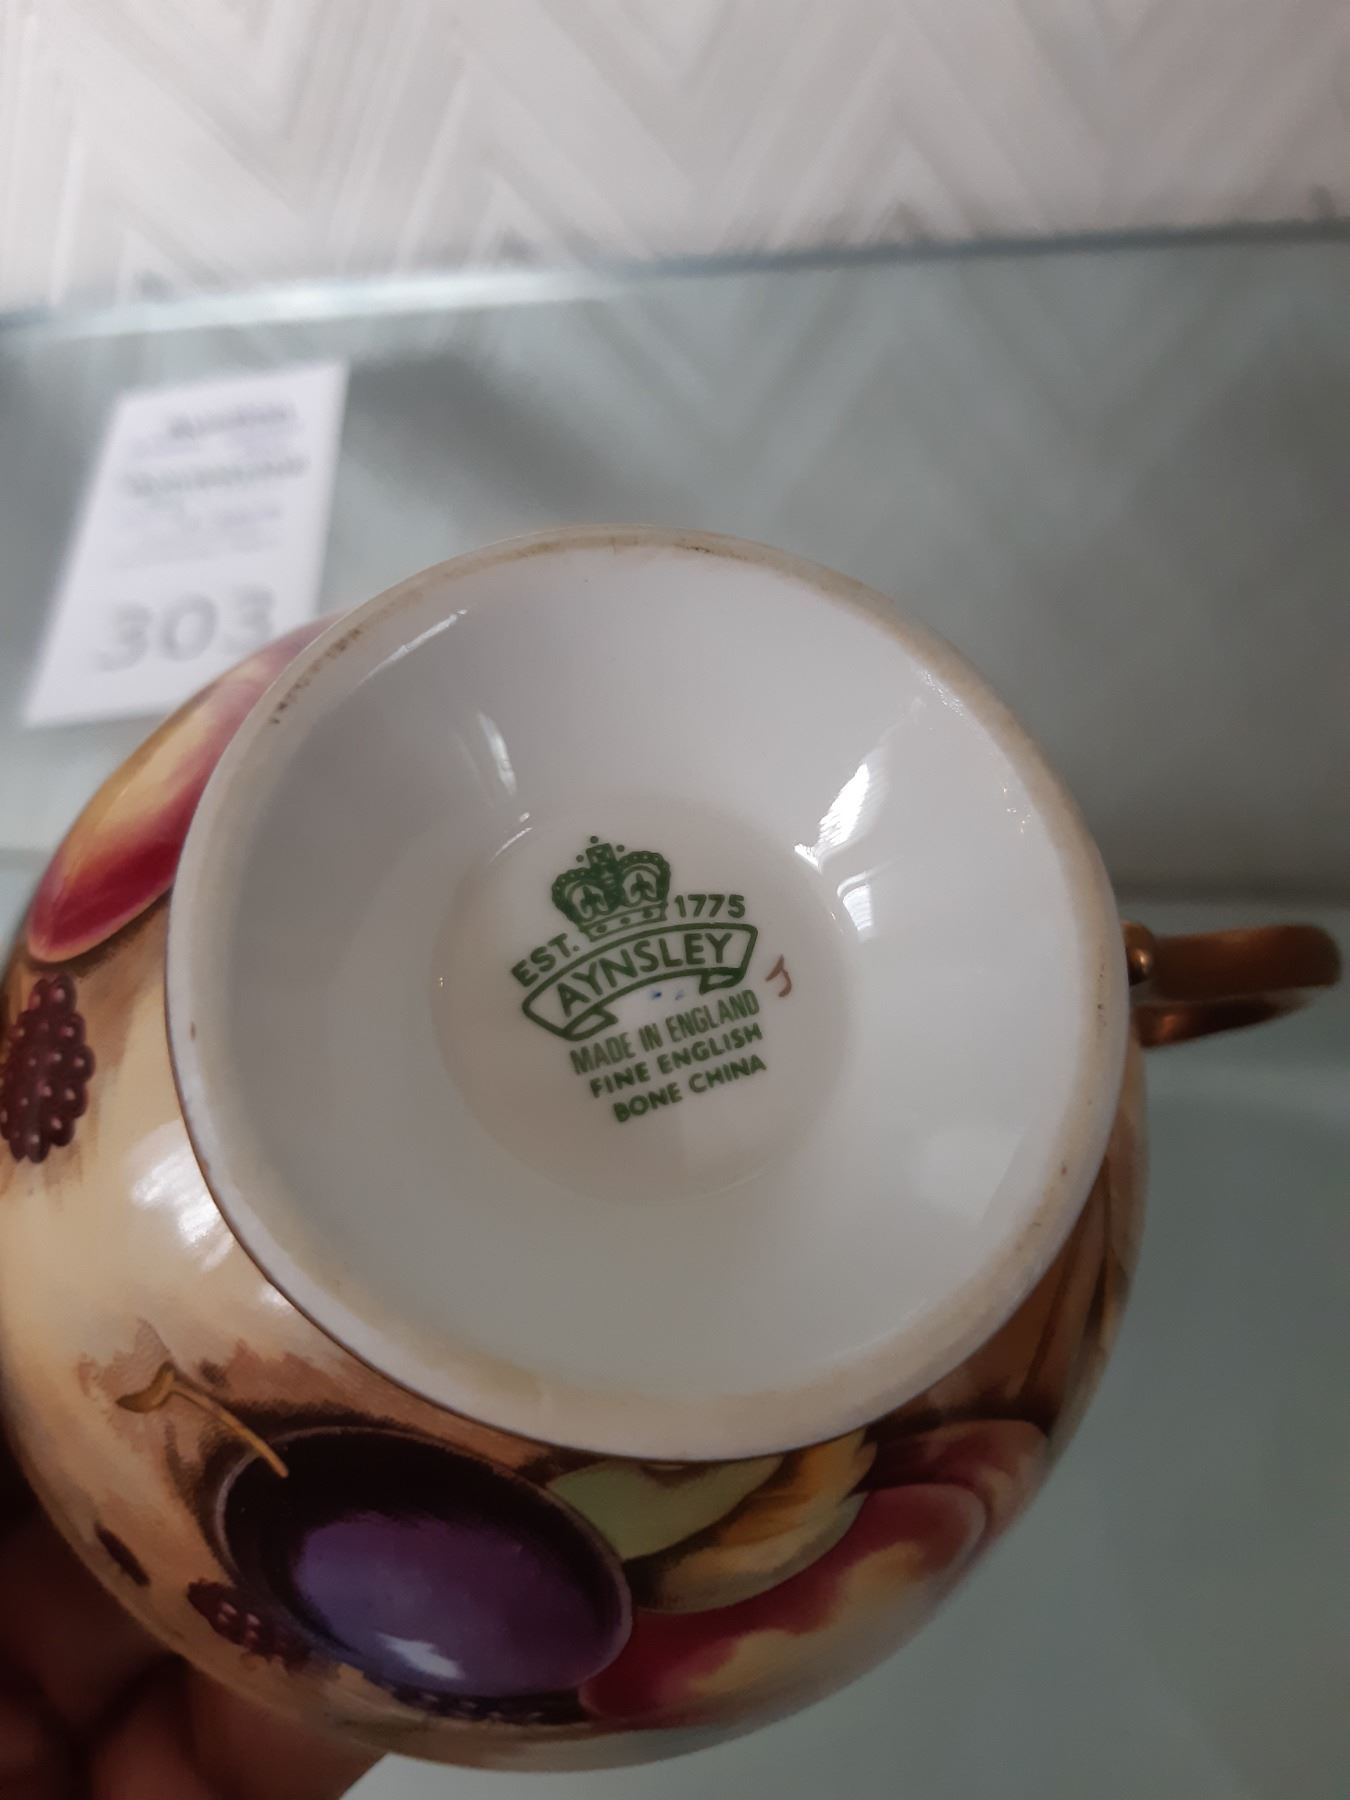 303
EST. 1775
AYNSLEY
MADE IN ENGLAND
FINE ENGLISH
BONE CHINA